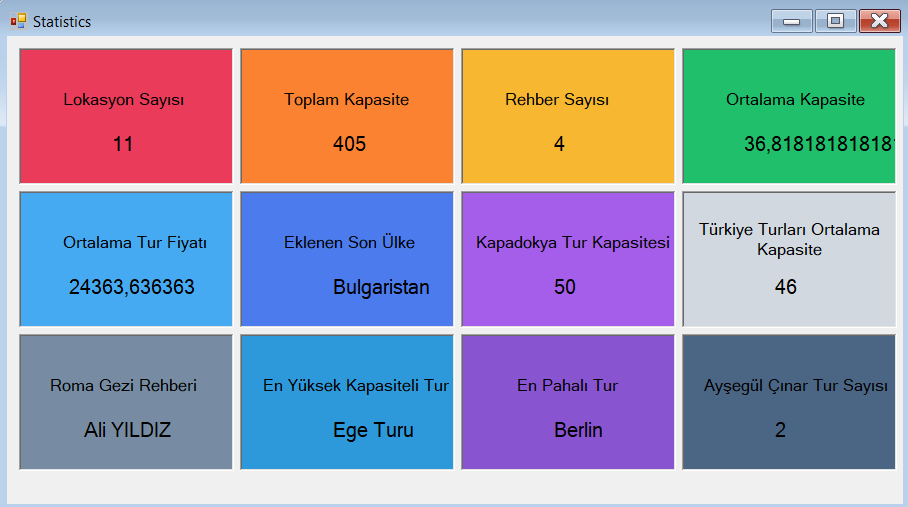 Statistics
Lokasyon Sayısı
11
Toplam Kapasite
405
Rehber Sayısı
4
Ortalama Kapasite
36,81818181818
Ortalama Tur Fiyatı
24363,636363
Eklenen Son Ülke
Bulgaristan
Kapadokya Tur Kapasitesi
50
Türkiye Turları Ortalama
Kapasite
46
Roma Gezi Rehberi
Ali YILDIZ
En Yüksek Kapasiteli Tur
Ege Turu
En Pahalı Tur
Berlin
Ayşegül Çınar Tur Sayısı
2